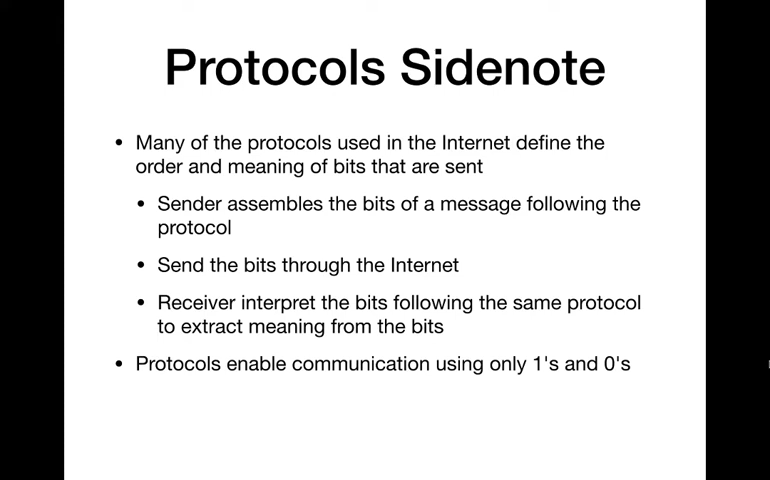 Protocols Sidenote
• Many of the protocols used in the Internet define the
order and meaning of bits that are sent
• Sender assembles the bits of a message following the
protocol
• Send the bits through the Internet
• Receiver interpret the bits following the same protocol
to extract meaning from the bits
• Protocols enable communication using only 1's and 0's